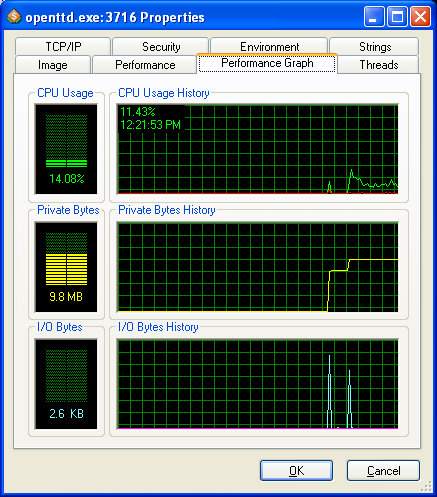 openttd.exe:3716 Properties
TCP/IP Security Environment Strings
Image Performance Performance Graph Threads
CPU Usage CPU Usage History
11.43%
12:21:53 PM
14.08%
Private Bytes Private Bytes History
9.8 MB
I/O Bytes I/O Bytes History
2.6 KB
OK Cancel